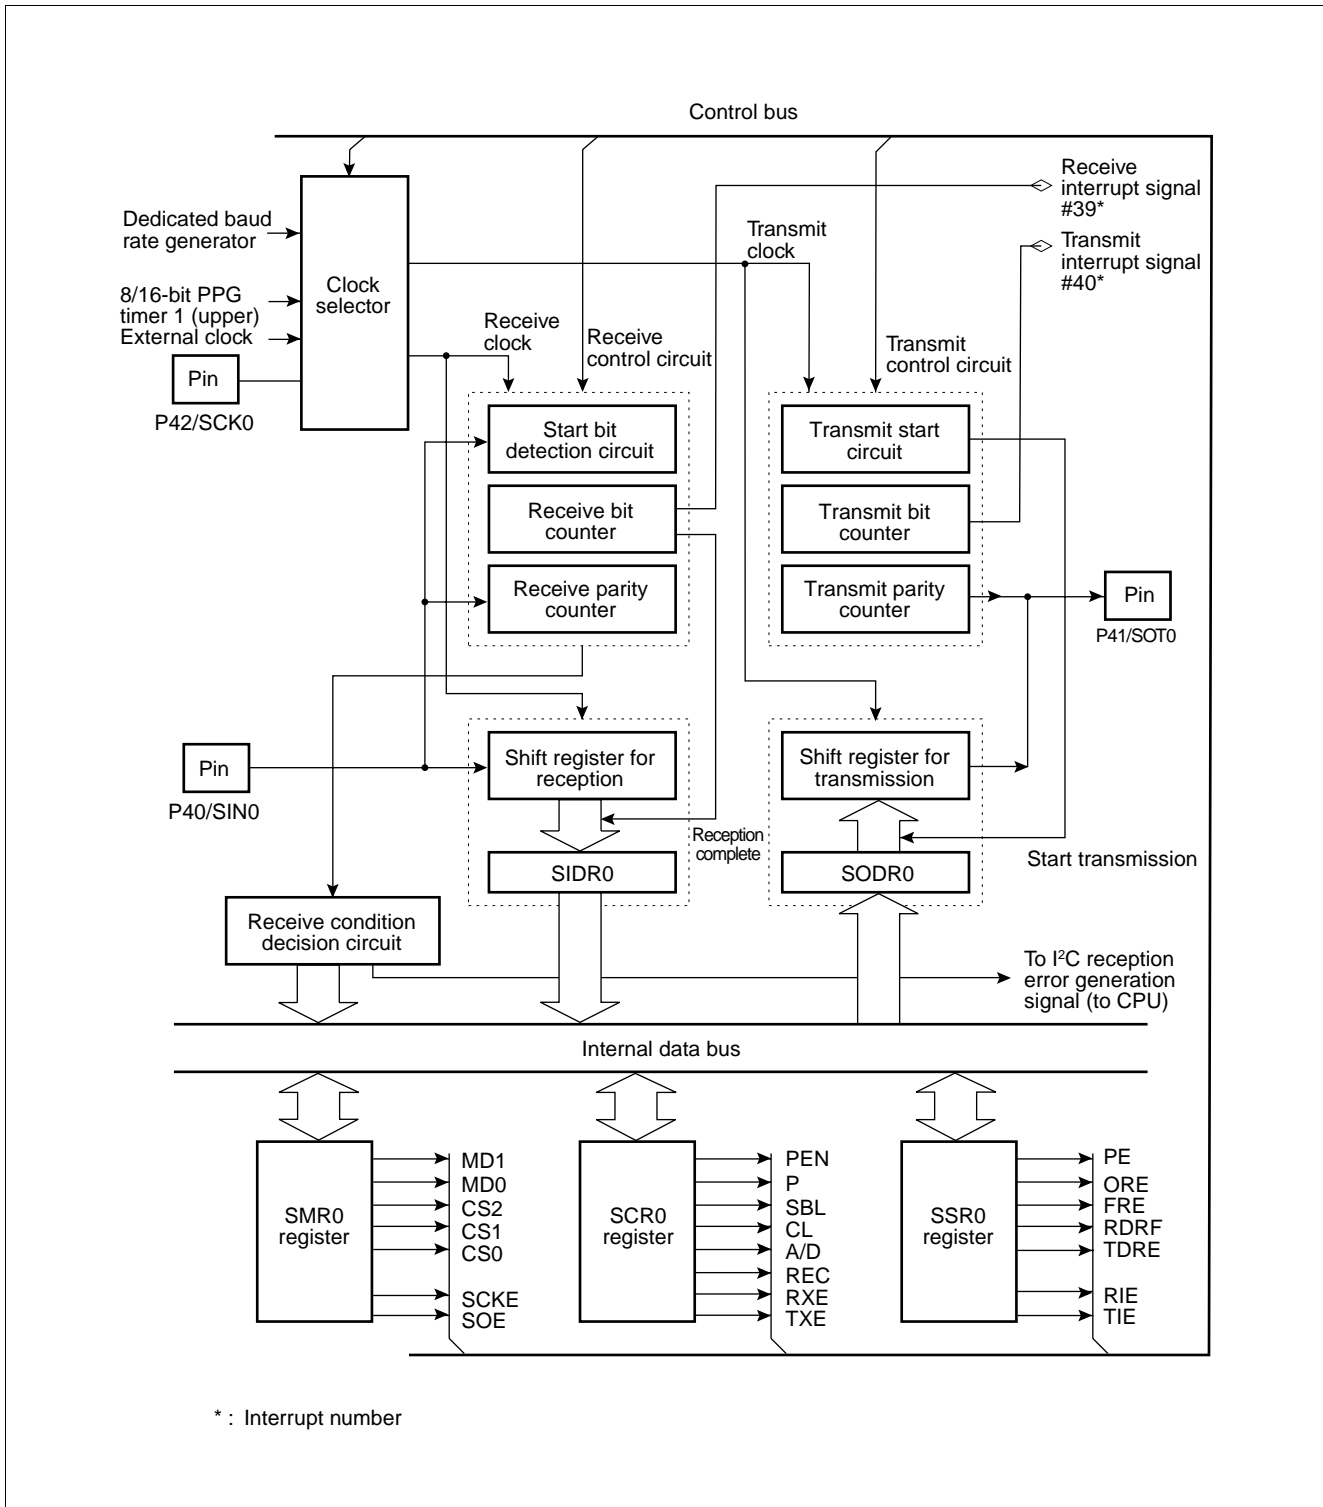 Control bus
Receive
interrupt signal
#39*
Dedicated baud
rate generator
Transmit
clock
Transmit
interrupt signal
#40*
8/16-bit PPG
timer 1 (upper)
External clock
Clock
selector
Receive
clock
Receive
control circuit
Transmit
control circuit
Pin
P42/SCK0
Start bit
detection circuit
Transmit start
circuit
Receive bit
counter
Transmit bit
counter
Receive parity
counter
Transmit parity
counter
Pin
P41/SOT0
Pin
P40/SIN0
Shift register for
reception
Shift register for
transmission
Reception
complete
Start transmission
SIDR0
SODR0
Receive condition
decision circuit
To I²C reception
error generation
signal (to CPU)
Internal data bus
SMR0
register
MD1
MD0
CS2
CS1
CS0
SCKE
SOE
SCR0
register
PEN
P
SBL
CL
A/D
REC
RXE
TXE
SSR0
register
PE
ORE
FRE
RDRF
TDRE
RIE
TIE
* : Interrupt number